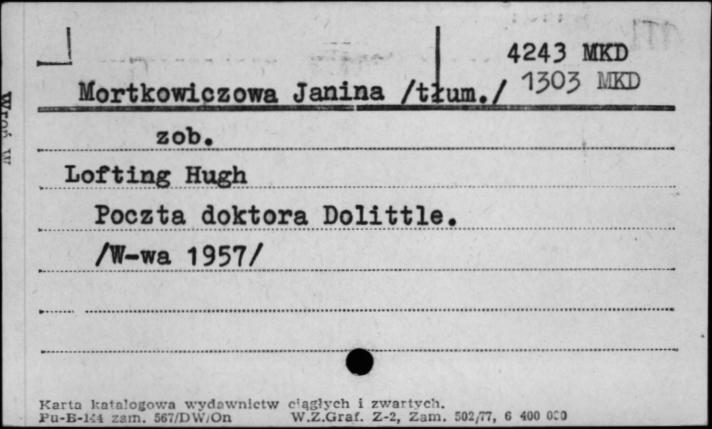 4243 MKD
Mortkowiczowa Janina /tłum./ 1303 MKD
zob.
Lofting Hugh
Poczta doktora Dolittle.
/W-wa 1957/
Karta katalogowa wydawnictw ciągłych i zwartych.
Pu-B-144 zam. 567/DW/On W.Z.Graf. Z-2, Zam. 502/77, 6 400 000